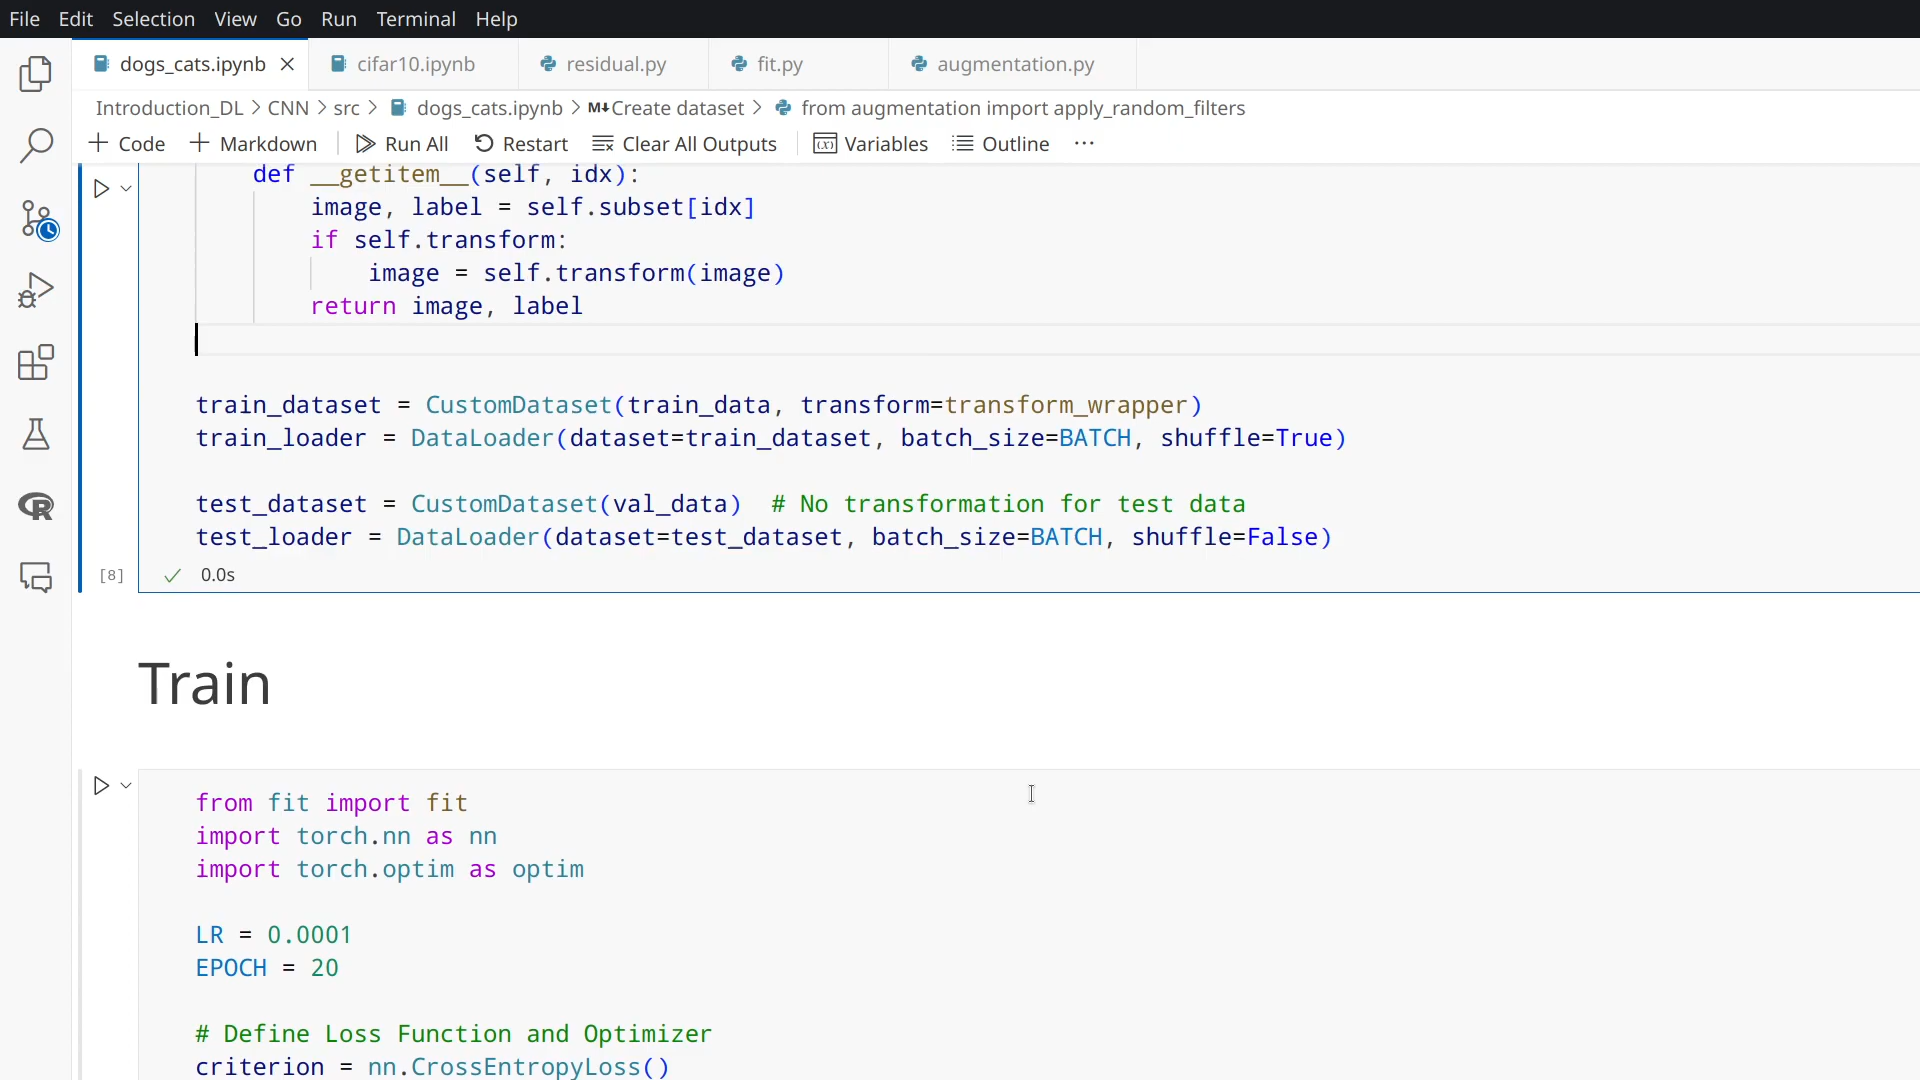 File Edit Selection View Go Run Terminal Help
dogs_cats.ipynb cifar10.ipynb residual.py fit.py augmentation.py
Introduction_DL > CNN > src > dogs_cats.ipynb > M↓Create dataset > from augmentation import apply_random_filters
+ Code + Markdown Run All Restart Clear All Outputs (x) Variables Outline ...
def __getitem__(self, idx):
image, label = self.subset[idx]
if self.transform:
image = self.transform(image)
return image, label
train_dataset = CustomDataset(train_data, transform=transform_wrapper)
train_loader = DataLoader(dataset=train_dataset, batch_size=BATCH, shuffle=True)
test_dataset = CustomDataset(val_data)  # No transformation for test data
test_loader = DataLoader(dataset=test_dataset, batch_size=BATCH, shuffle=False)
[8] ✓ 0.0s
Train
from fit import fit
import torch.nn as nn
import torch.optim as optim
LR = 0.0001
EPOCH = 20
# Define Loss Function and Optimizer
criterion = nn.CrossEntropyLoss()